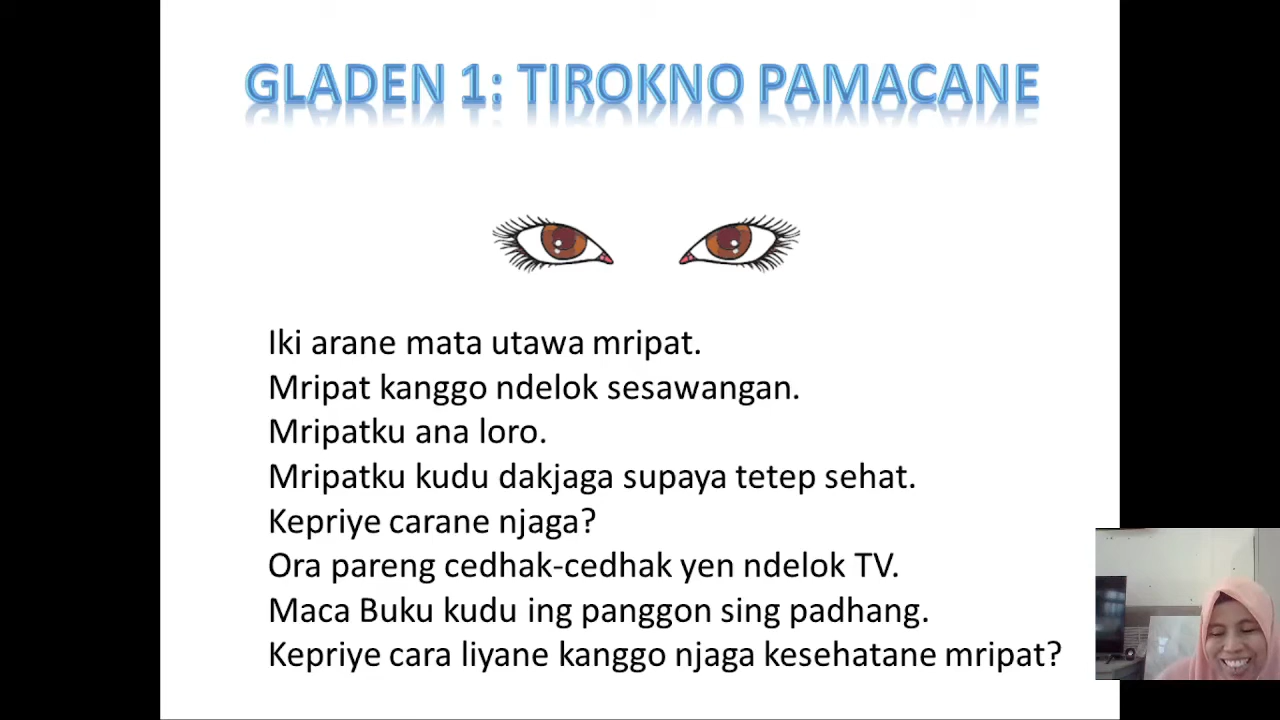 GLADEN 1: TIROKNO PAMACANE
Iki arane mata utawa mripat.
Mripat kanggo ndelok sesawangan.
Mripatku ana loro.
Mripatku kudu dakjaga supaya tetep sehat.
Kepriye carane njaga?
Ora pareng cedhak-cedhak yen ndelok TV.
Maca Buku kudu ing panggon sing padhang.
Kepriye cara liyane kanggo njaga kesehatane mripat?